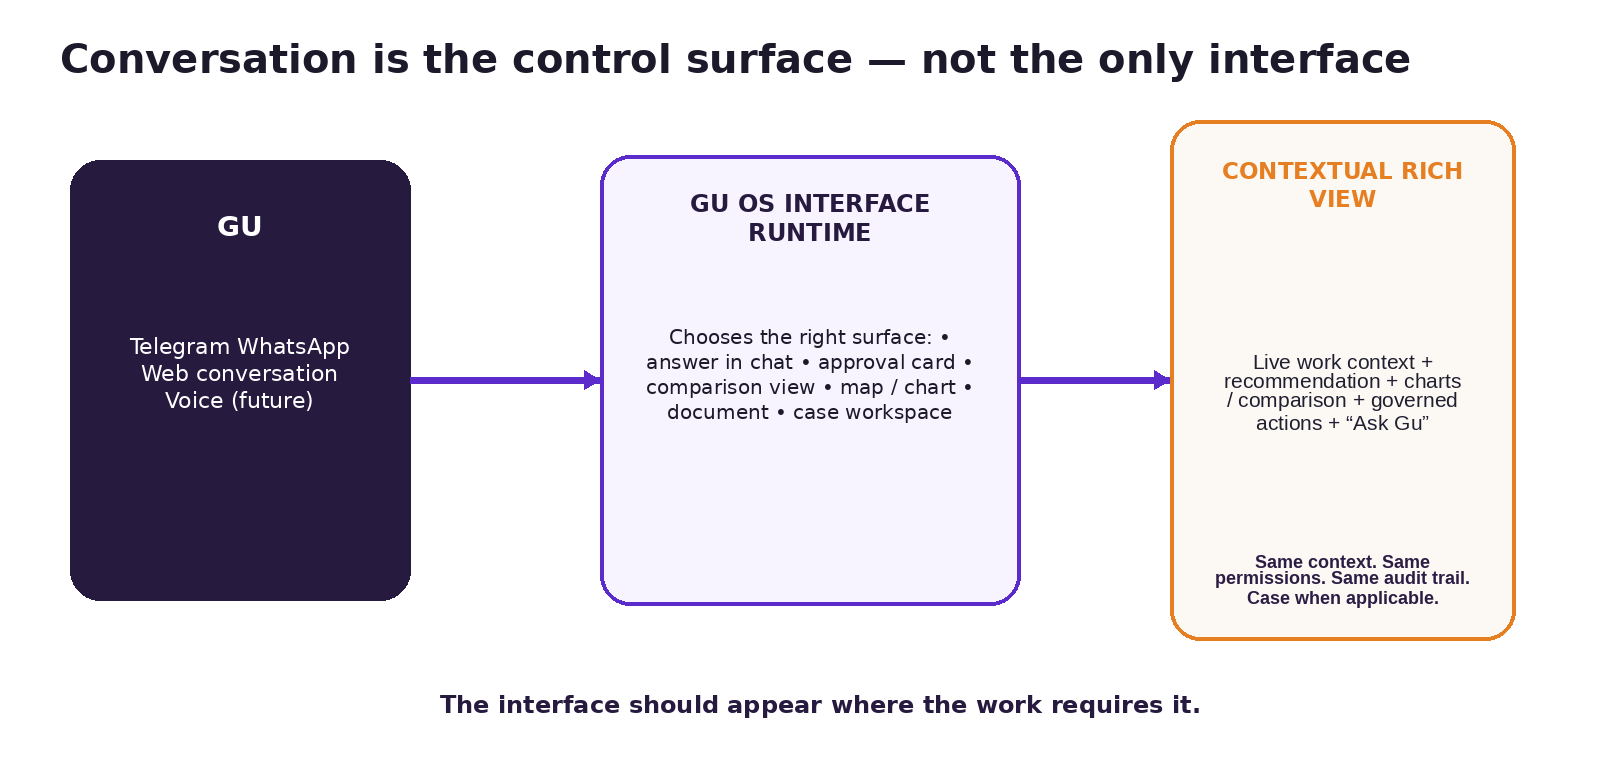 Conversation is the control surface — not the only interface
GU
Telegram WhatsApp
Web conversation
Voice (future)
GU OS INTERFACE
RUNTIME
Chooses the right surface: •
answer in chat • approval card •
comparison view • map / chart •
document • case workspace
CONTEXTUAL RICH
VIEW
Live work context +
recommendation + charts
/ comparison + governed
actions + “Ask Gu”
Same context. Same
permissions. Same audit trail.
Case when applicable.
The interface should appear where the work requires it.